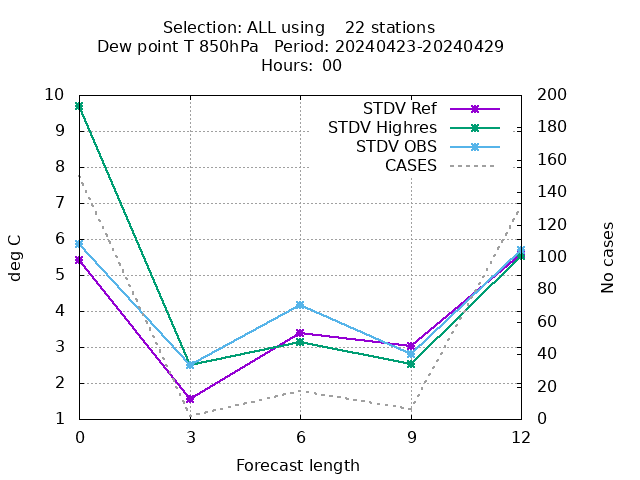 Selection: ALL using    22 stations
Dew point T 850hPa   Period: 20240423-20240429
Hours: 00
STDV Ref
STDV Highres
STDV OBS
CASES
10
9
8
7
6
5
4
3
2
1
deg C
200
180
160
140
120
100
80
60
40
20
0
No cases
0
3
6
9
12
Forecast length